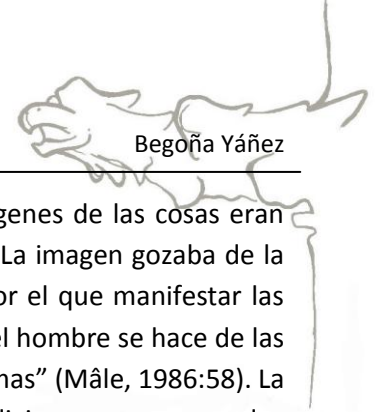 Begoña Yáñez
genes de las cosas eran
La imagen gozaba de la
or el que manifestar las
el hombre se hace de las
nas” (Mâle, 1986:58). La